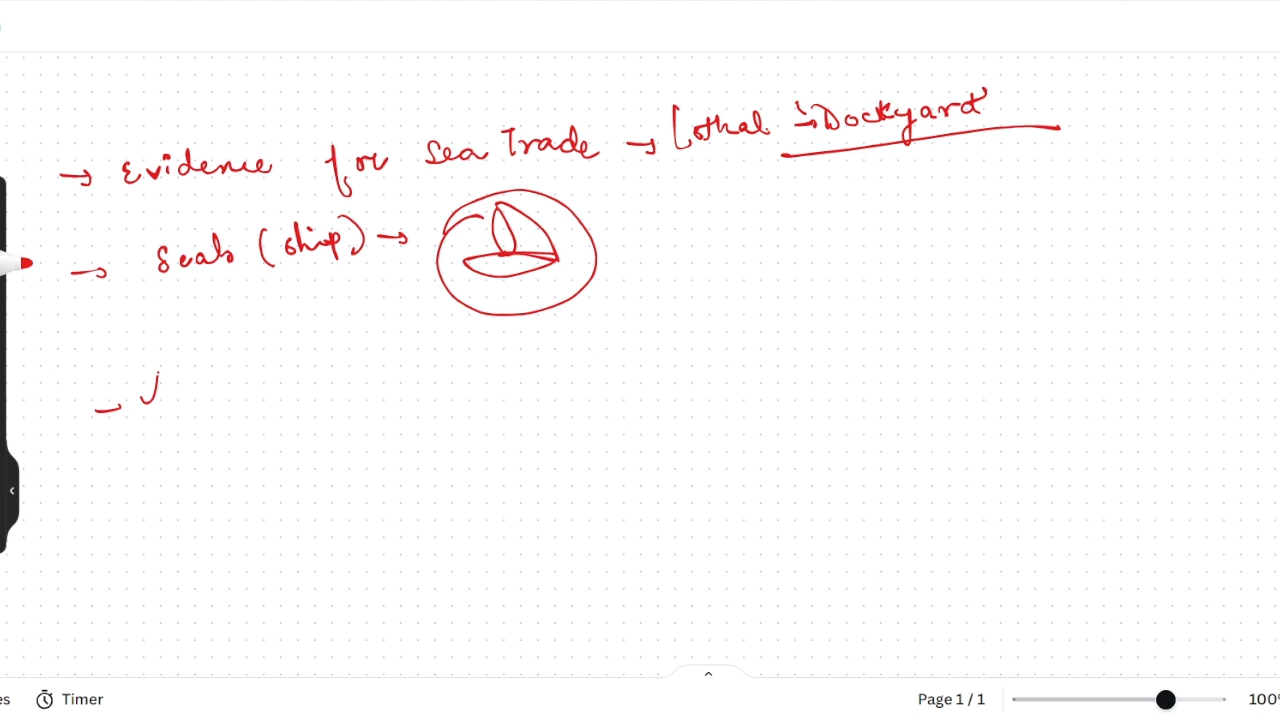 → Evidence for Sea Trade → Lothal → Dockyard
→ Seals (ship) →
Timer
Page 1 / 1